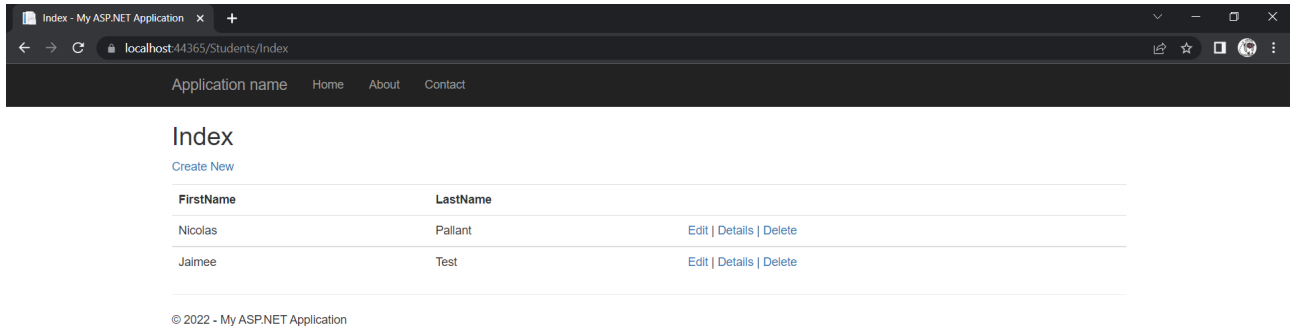 Index - My ASP.NET Application
localhost:44365/Students/Index
Application name Home About Contact
Index
Create New
FirstName LastName
Nicolas Pallant Edit | Details | Delete
Jaimee Test Edit | Details | Delete
© 2022 - My ASP.NET Application